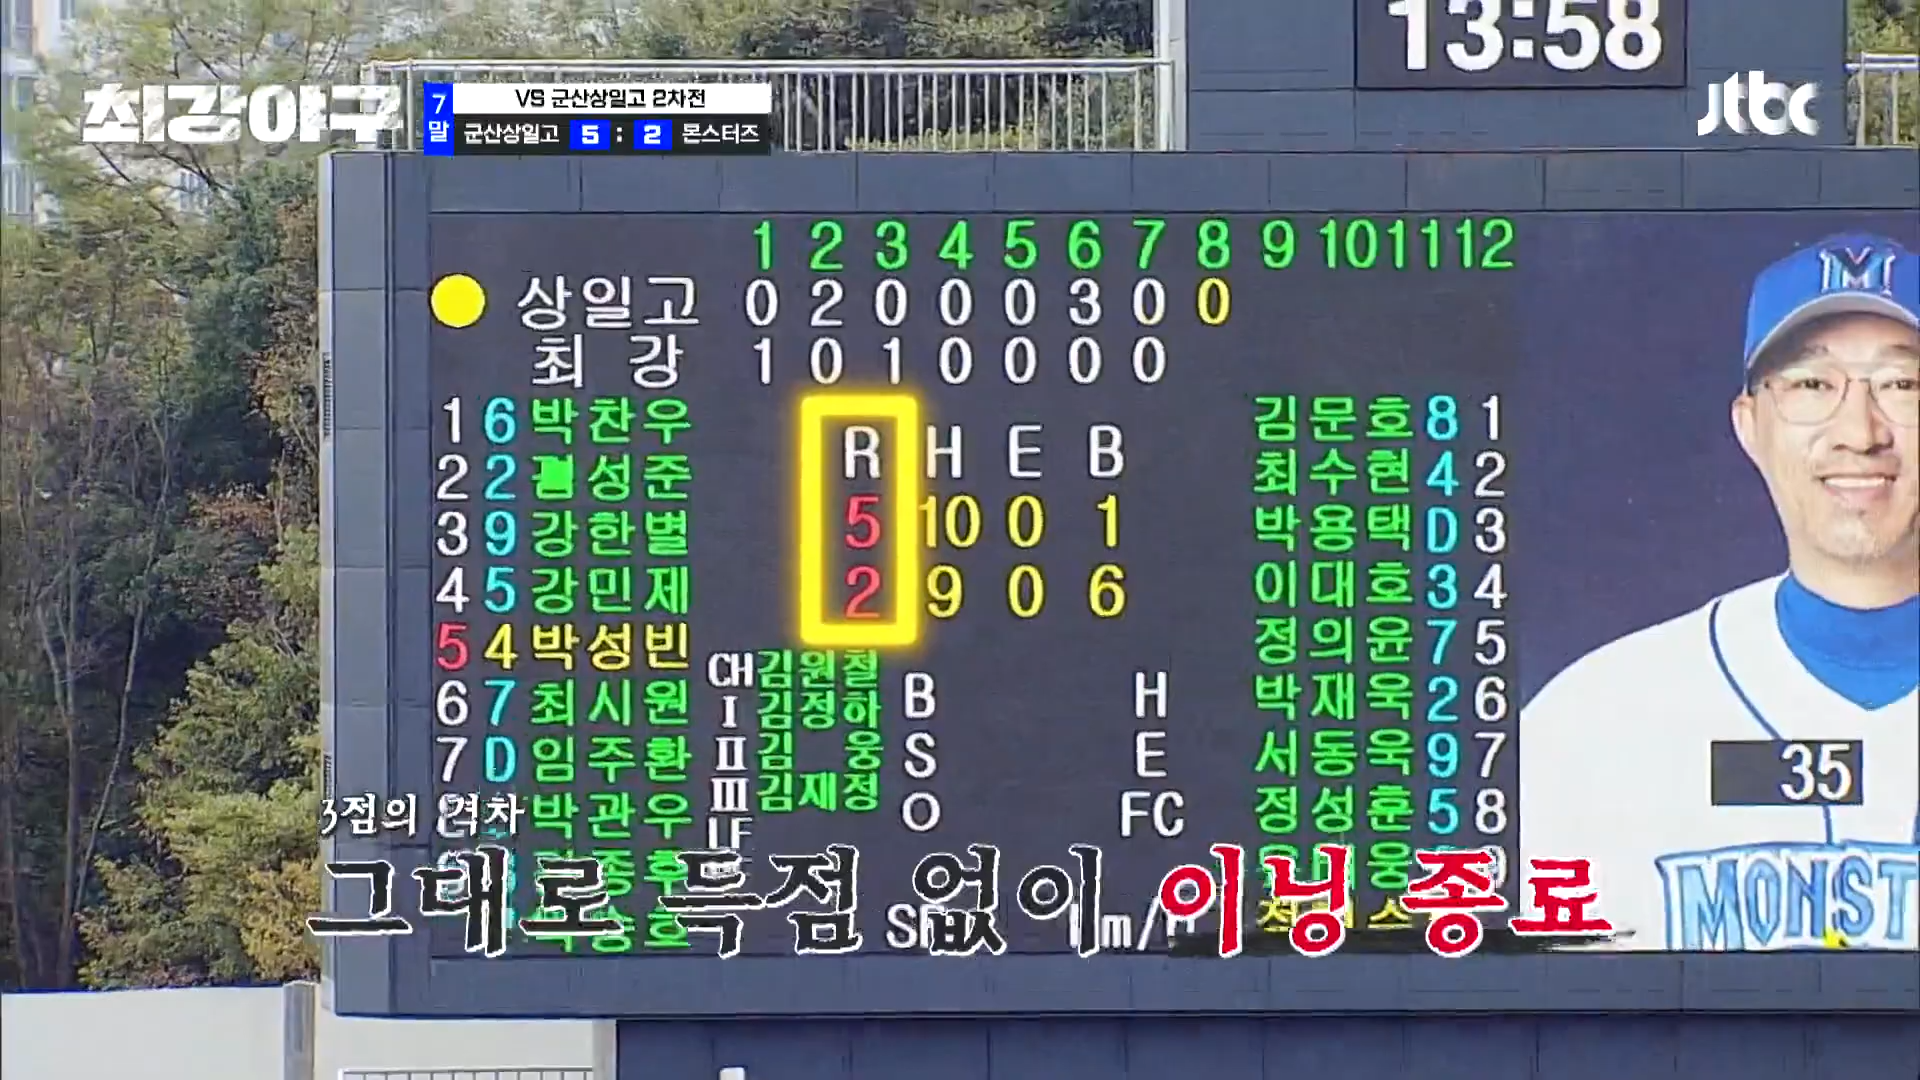 13:58
최강야구
7말
VS 군산상일고 2차전
군산상일고 5 : 2 몬스터즈
jtbc
1 2 3 4 5 6 7 8 9 10 11 12
상일고 0 2 0 0 0 3 0 0
최강 1 0 1 0 0 0 0
R H E B
5 10 0 1
2 9 0 6
1 6 박찬우
2 2 성준
3 9 강한별
4 5 강민제
5 4 박성빈
6 7 최시원
7 D 임주환
박관우
CH 김원철
I 김정하
II 김웅
III 김재정
LF
B H
S E
O FC
김문호 8 1
최수현 4 2
박용택 D 3
이대호 3 4
정의윤 7 5
박재욱 2 6
서동욱 9 7
정성훈 5 8
35
MONST
3점의 격차
그대로 득점 없이 이닝 종료